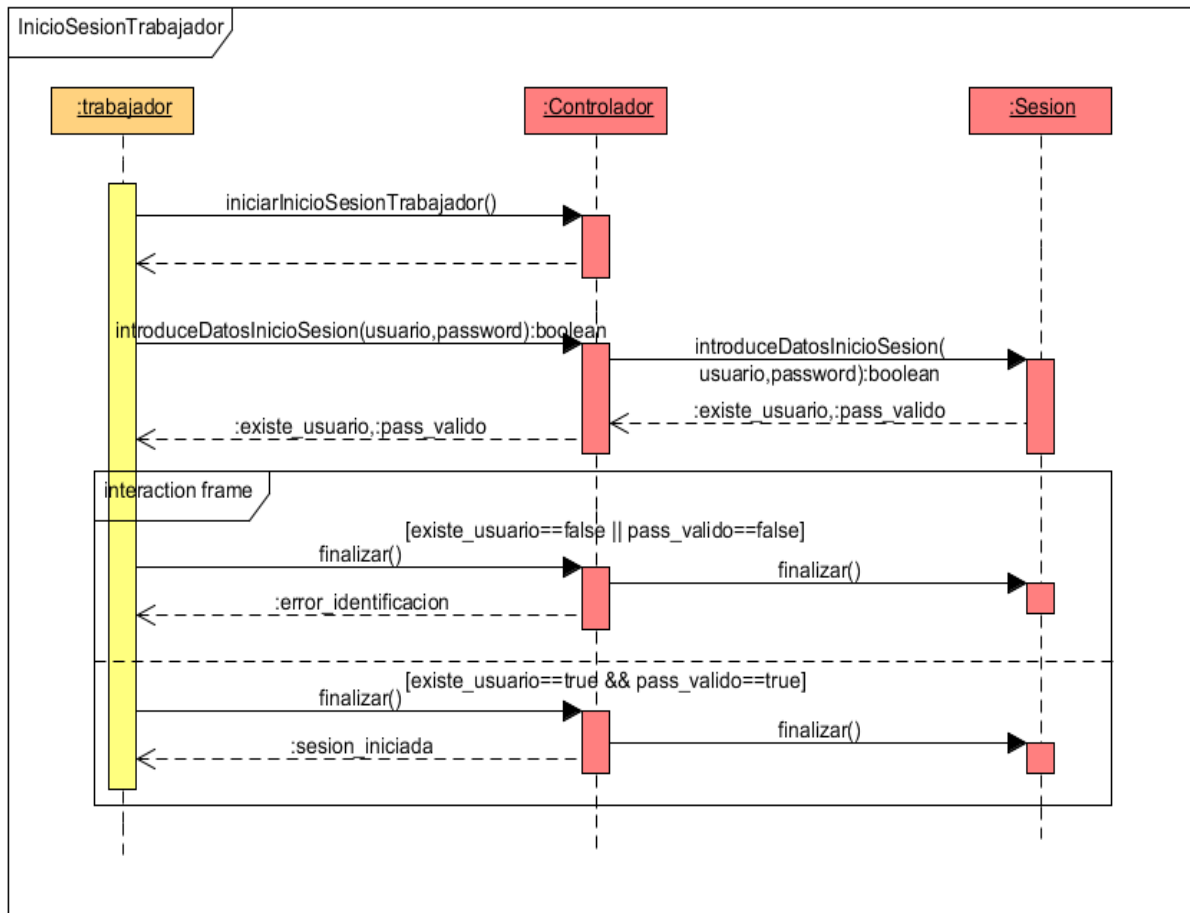 InicioSesionTrabajador
:trabajador
:Controlador
:Sesion
iniciarInicioSesionTrabajador()
introduceDatosInicioSesion(usuario,password):boolean
introduceDatosInicioSesion(
usuario,password):boolean
:existe_usuario,:pass_valido
:existe_usuario,:pass_valido
interaction frame
[existe_usuario==false || pass_valido==false]
finalizar()
finalizar()
:error_identificacion
[existe_usuario==true && pass_valido==true]
finalizar()
finalizar()
:sesion_iniciada